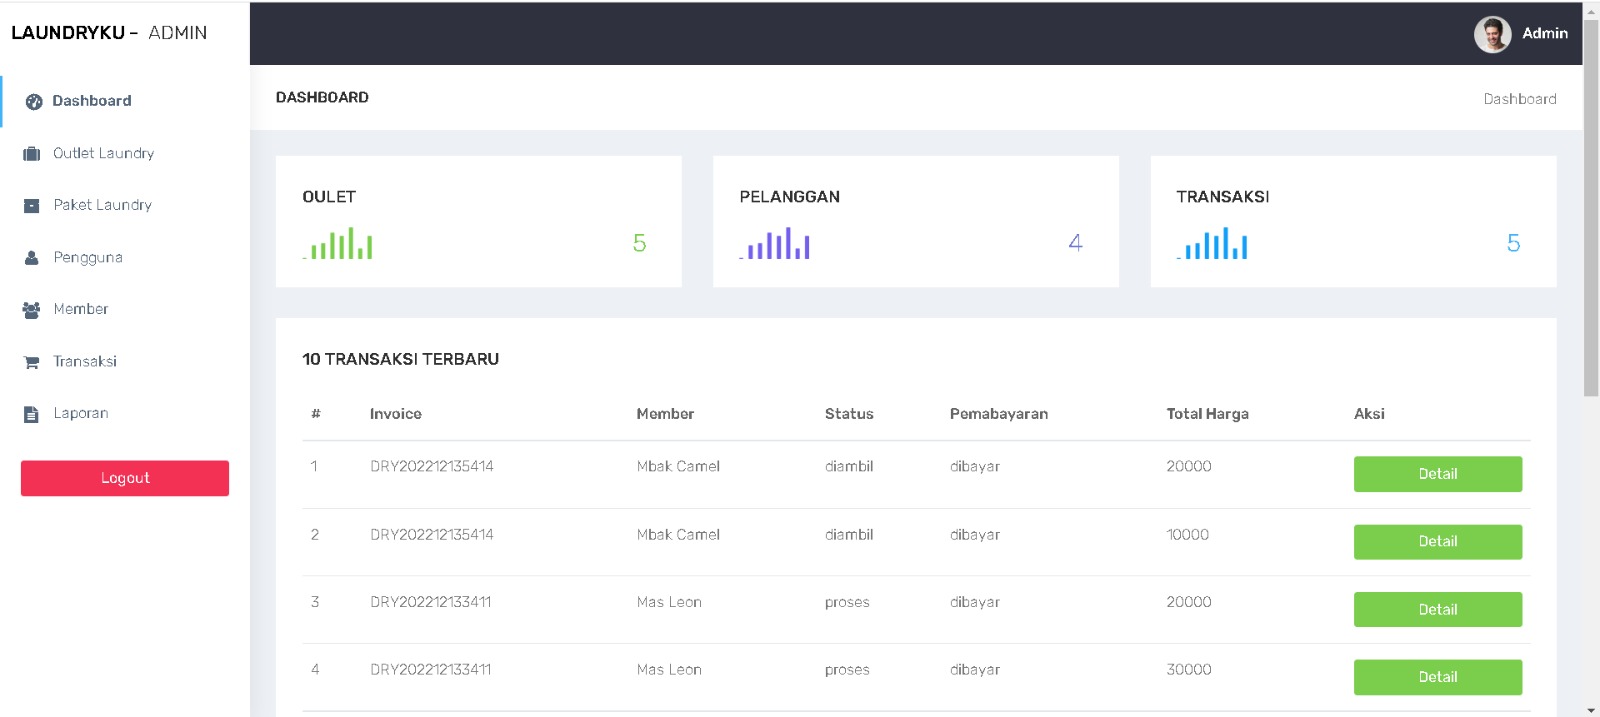 LAUNDRYKU - ADMIN
Admin
Dashboard
Outlet Laundry
Paket Laundry
Pengguna
Member
Transaksi
Laporan
Logout
DASHBOARD
Dashboard
OULET
5
PELANGGAN
4
TRANSAKSI
5
10 TRANSAKSI TERBARU
# Invoice Member Status Pemabayaran Total Harga Aksi
1 DRY202212135414 Mbak Camel diambil dibayar 20000 Detail
2 DRY202212135414 Mbak Camel diambil dibayar 10000 Detail
3 DRY202212133411 Mas Leon proses dibayar 20000 Detail
4 DRY202212133411 Mas Leon proses dibayar 30000 Detail